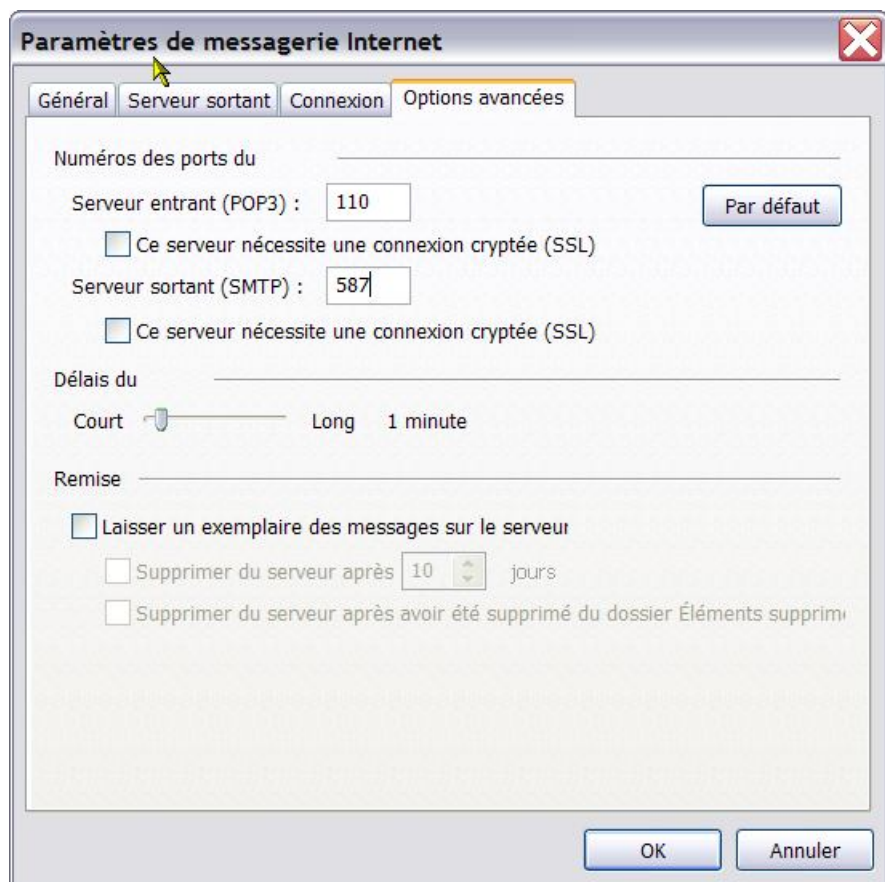 Paramètres de messagerie Internet
Général Serveur sortant Connexion Options avancées
Numéros des ports du
Serveur entrant (POP3) : 110 Par défaut
Ce serveur nécessite une connexion cryptée (SSL)
Serveur sortant (SMTP) : 587
Ce serveur nécessite une connexion cryptée (SSL)
Délais du
Court Long 1 minute
Remise
Laisser un exemplaire des messages sur le serveur
Supprimer du serveur après 10 jours
Supprimer du serveur après avoir été supprimé du dossier Éléments supprimé
OK Annuler